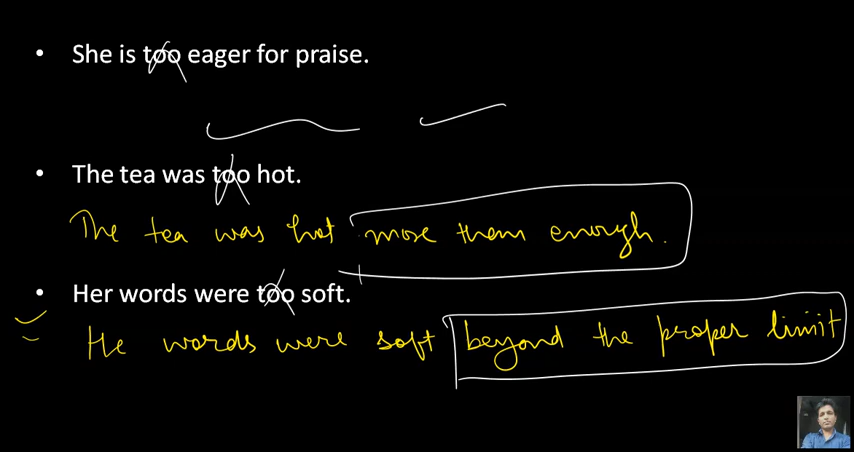 • She is too eager for praise.
• The tea was too hot.
The tea was hot more them enough.
• Her words were too soft.
He words were soft beyond the proper limit